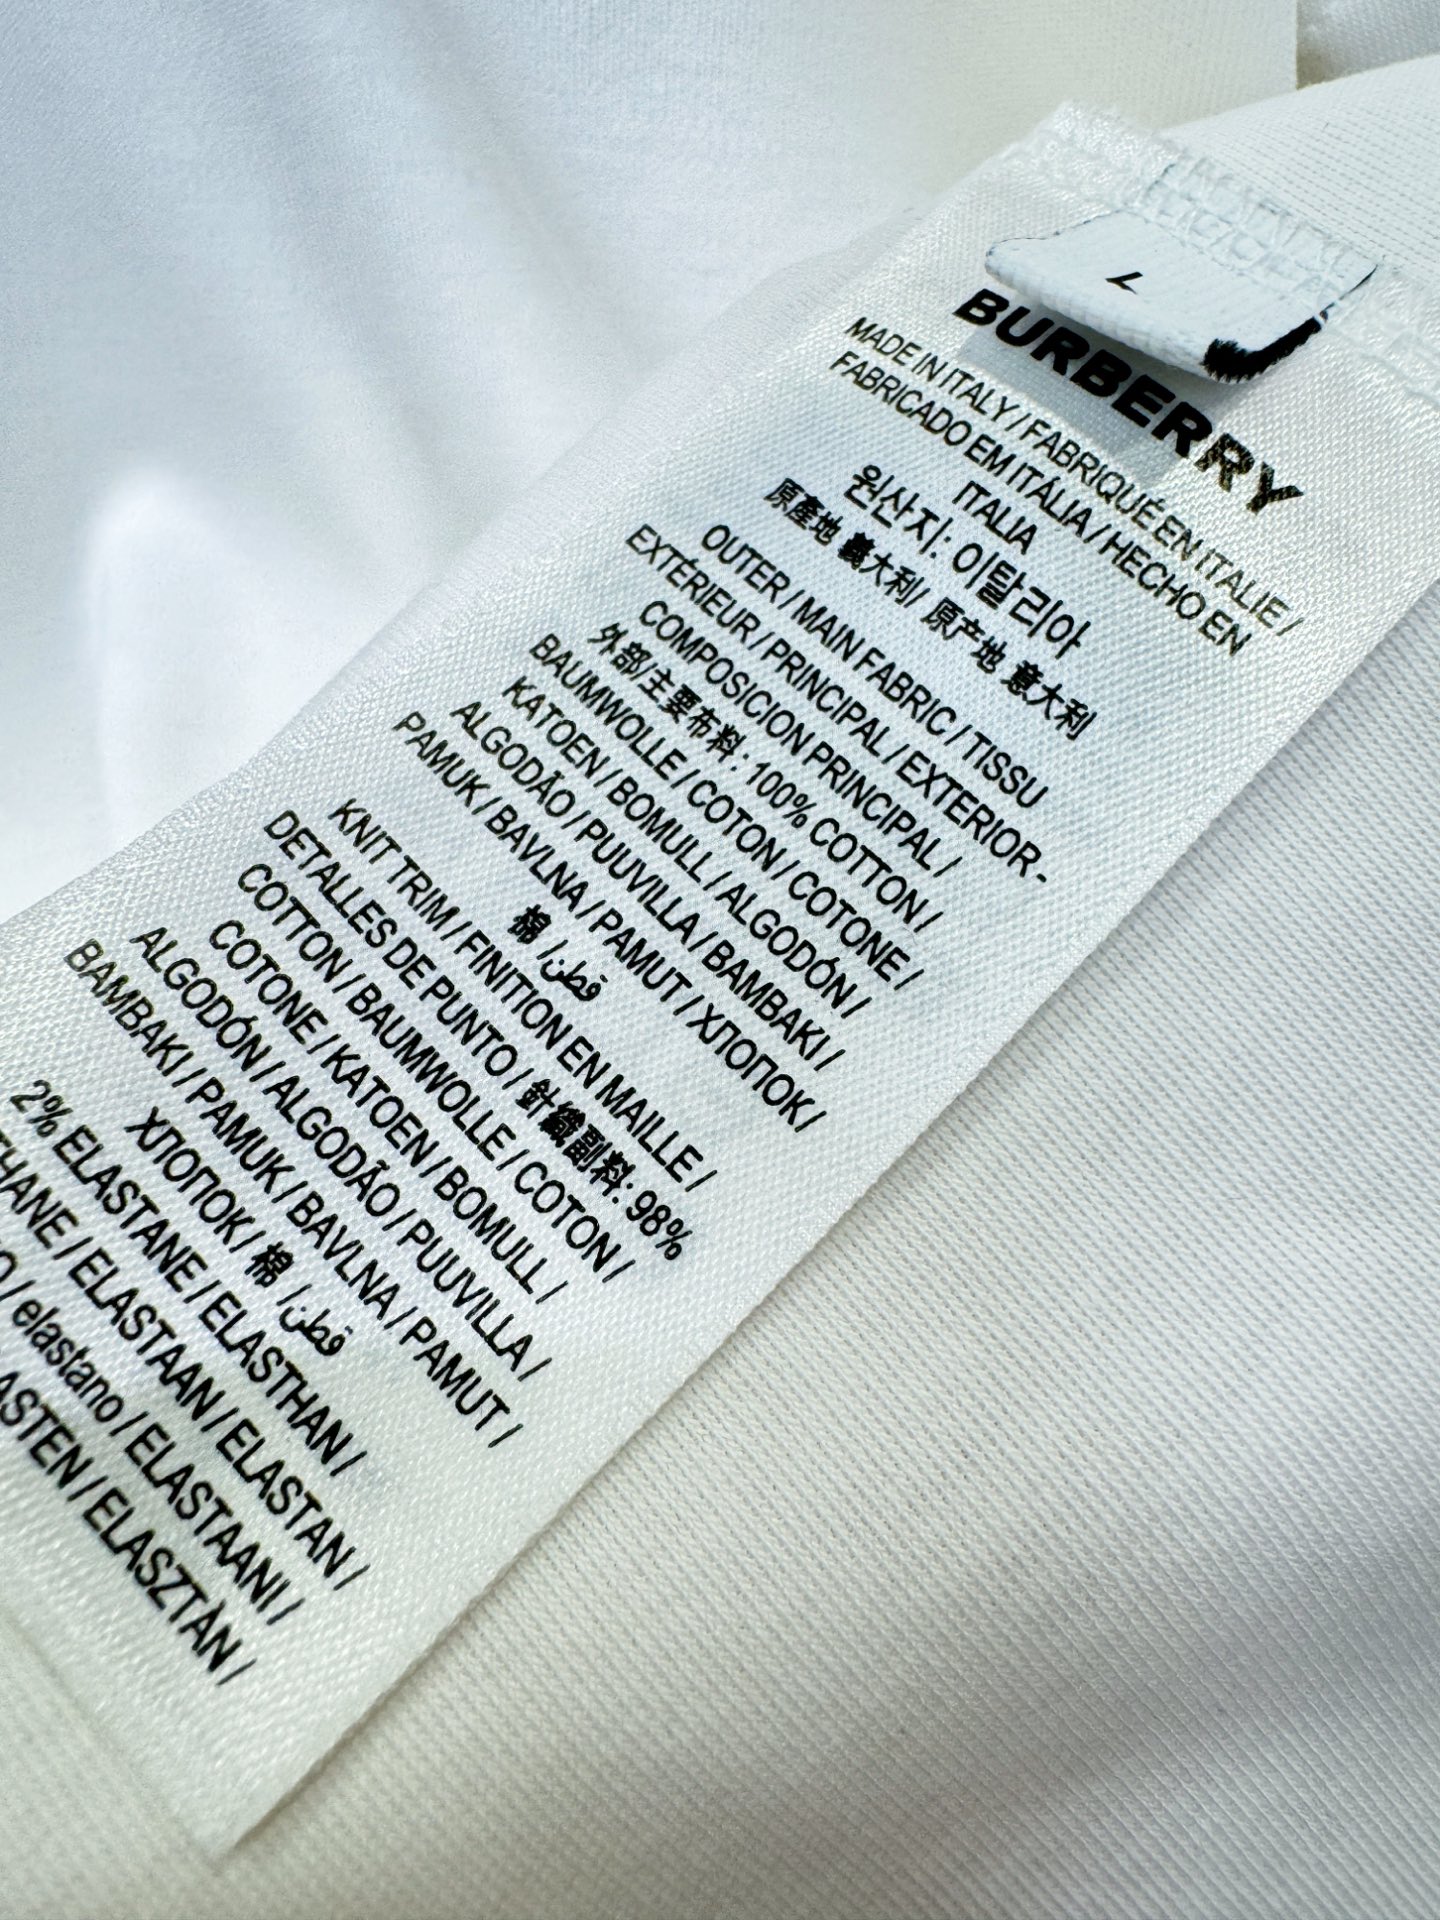 L
BURBERRY
MADE IN ITALY / FABRIQUÉ EN ITALIE /
FABRICADO EM ITÁLIA / HECHO EN
ITALIA
원산지: 이탈리아
原產地 義大利/ 原产地 意大利
OUTER / MAIN FABRIC / TISSU
EXTÉRIEUR / PRINCIPAL / EXTERIOR-
COMPOSICION PRINCIPAL /
外部/主要布料: 100% COTTON /
BAUMWOLLE / COTON / COTONE /
KATOEN / BOMULL / ALGODÓN /
ALGODÃO / PUUVILLA / BAMBAKI /
PAMUK / BAVLNA / PAMUT / ХЛОПОК /
棉 / قطن
KNIT TRIM / FINITION EN MAILLE /
DETALLES DE PUNTO / 針織副料: 98%
COTTON / BAUMWOLLE / COTON /
COTONE / KATOEN / BOMULL /
ALGODÓN / ALGODÃO / PUUVILLA /
BAMBAKI / PAMUK / BAVLNA / PAMUT /
ХЛОПОК / 棉 / قطن
2% ELASTANE / ELASTHAN /
THANE / ELASTAAN / ELASTAN /
O / elastano / ELASTAANI /
ASTEN / ELASZTÁN /